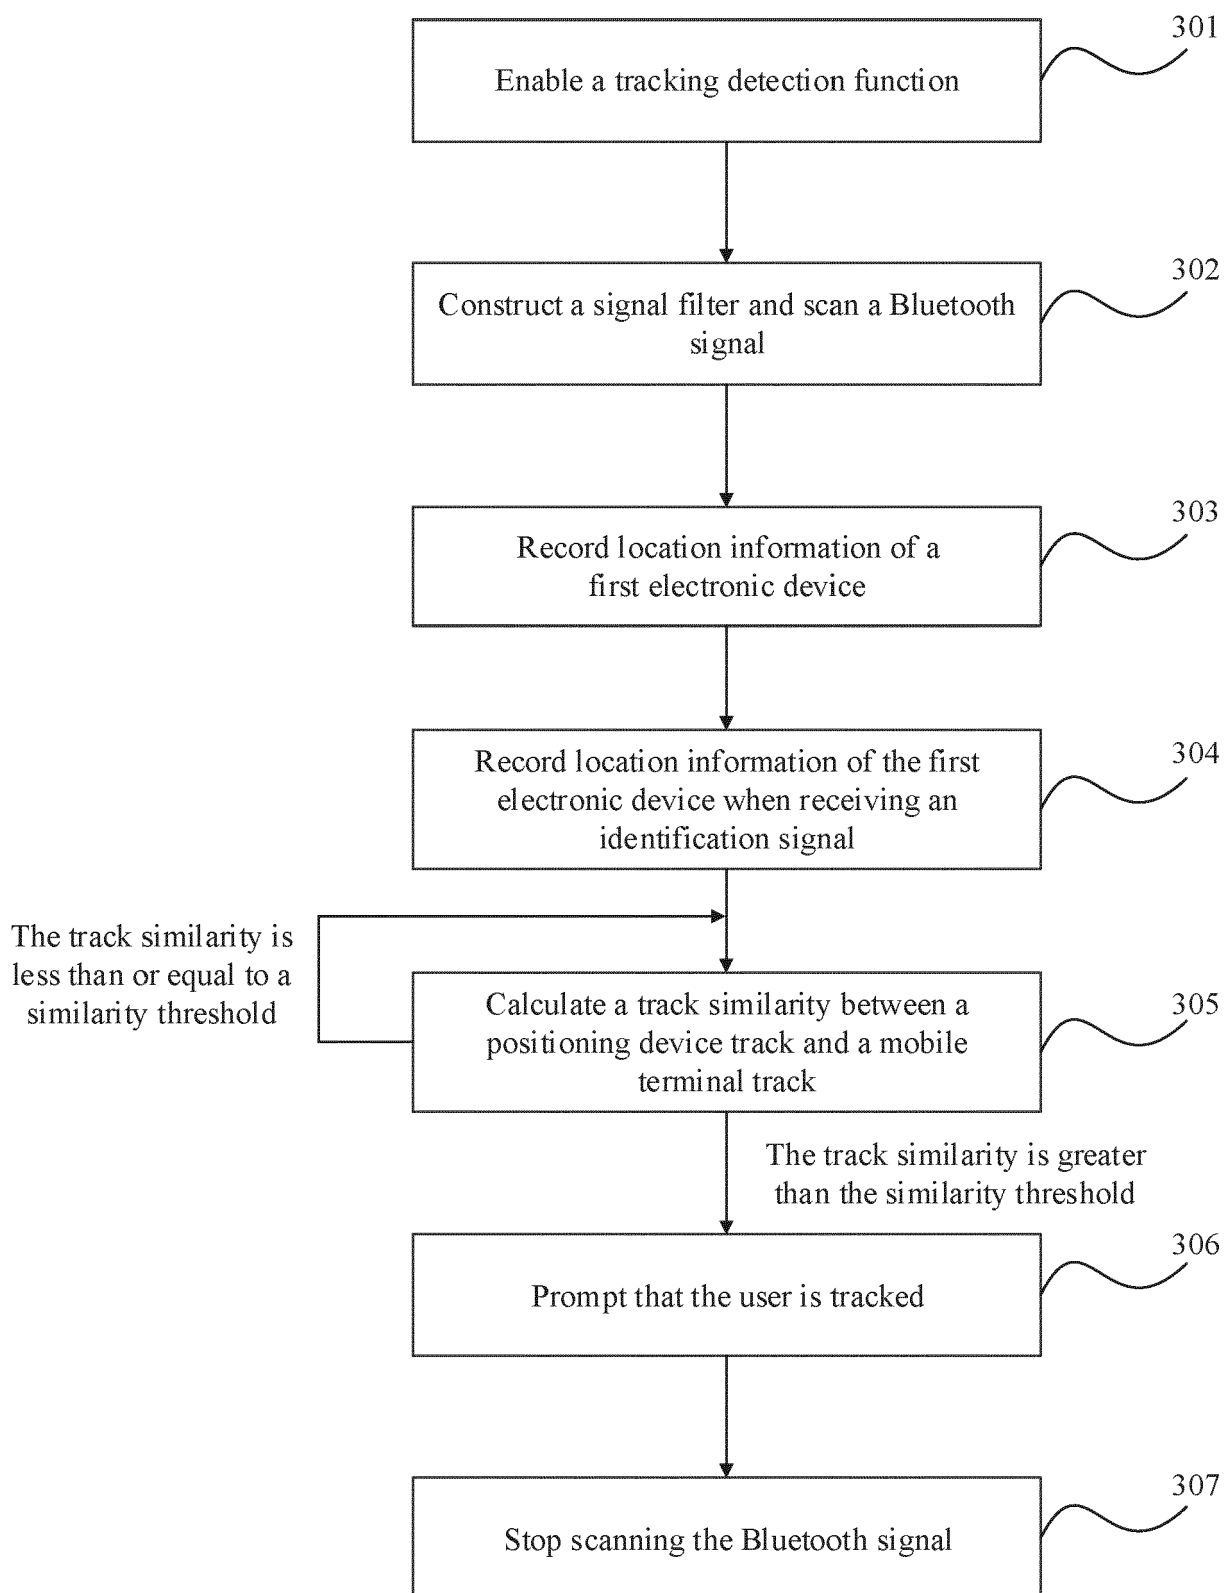 301
Enable a tracking detection function
302
Construct a signal filter and scan a Bluetooth
signal
303
Record location information of a
first electronic device
304
Record location information of the first
electronic device when receiving an
identification signal
The track similarity is
less than or equal to a
similarity threshold
305
Calculate a track similarity between a
positioning device track and a mobile
terminal track
The track similarity is greater
than the similarity threshold
306
Prompt that the user is tracked
307
Stop scanning the Bluetooth signal